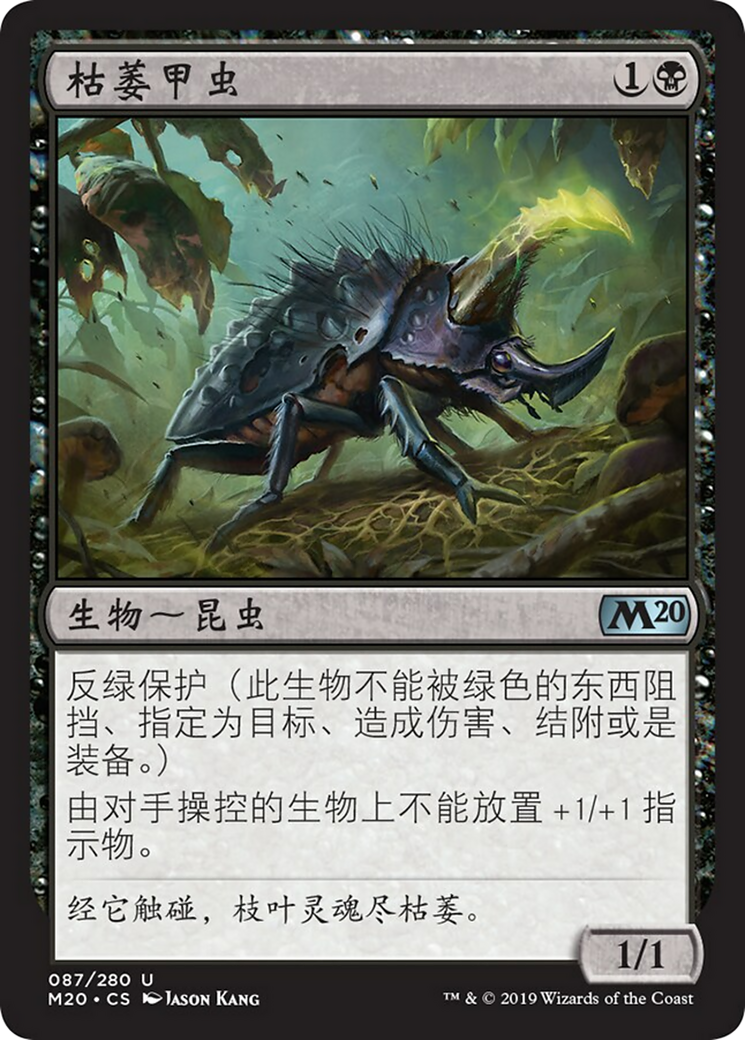 枯萎甲虫 1
生物～昆虫 M20
反绿保护（此生物不能被绿色的东西阻
挡、指定为目标、造成伤害、结附或是
装备。）
由对手操控的生物上不能放置 +1/+1 指
示物。
经它触碰，枝叶灵魂尽枯萎。
1/1
087/280 U
M20 • CS JASON KANG ™ & © 2019 Wizards of the Coast